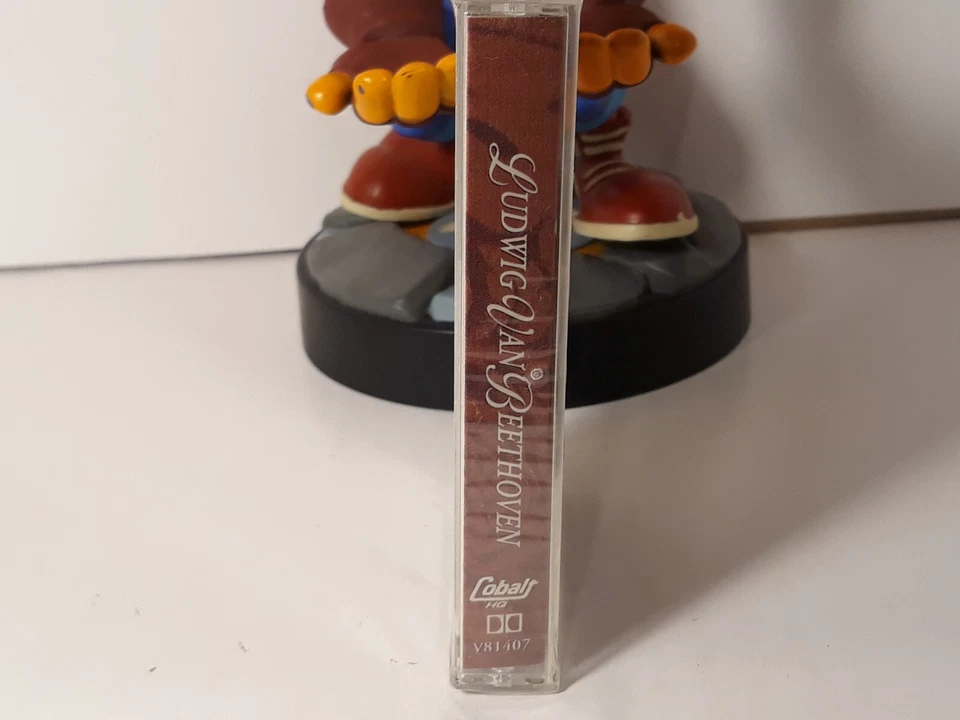 LUDWIG VAN BEETHOVEN
Cobalt
HQ
V81407